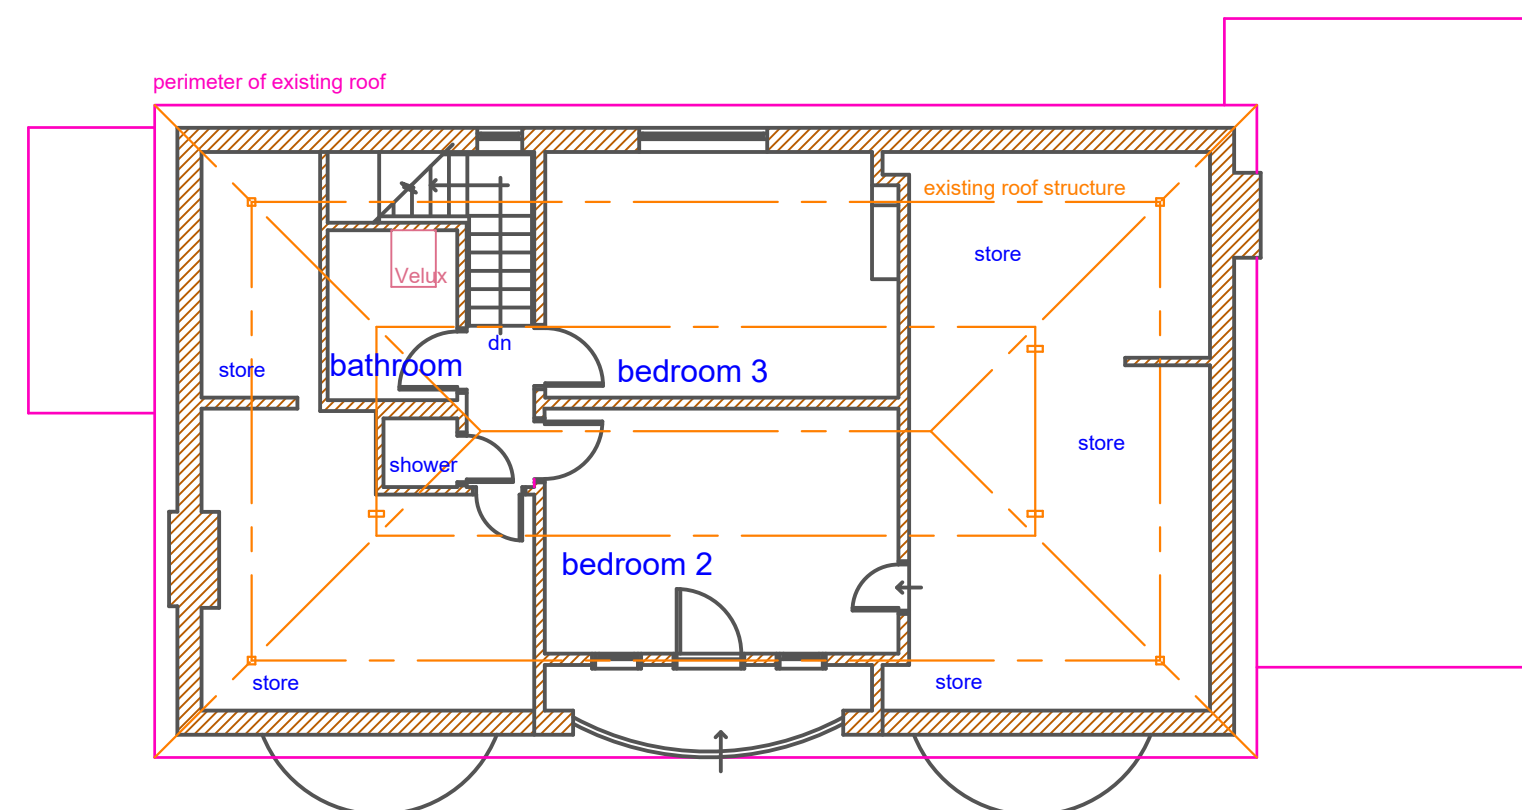 perimeter of existing roof
existing roof structure
store
Velux
dn
bathroom
bedroom 3
store
store
shower
bedroom 2
store
store